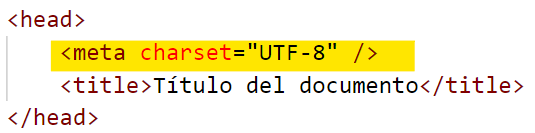 <head>
<meta charset="UTF-8" />
<title>Título del documento</title>
</head>